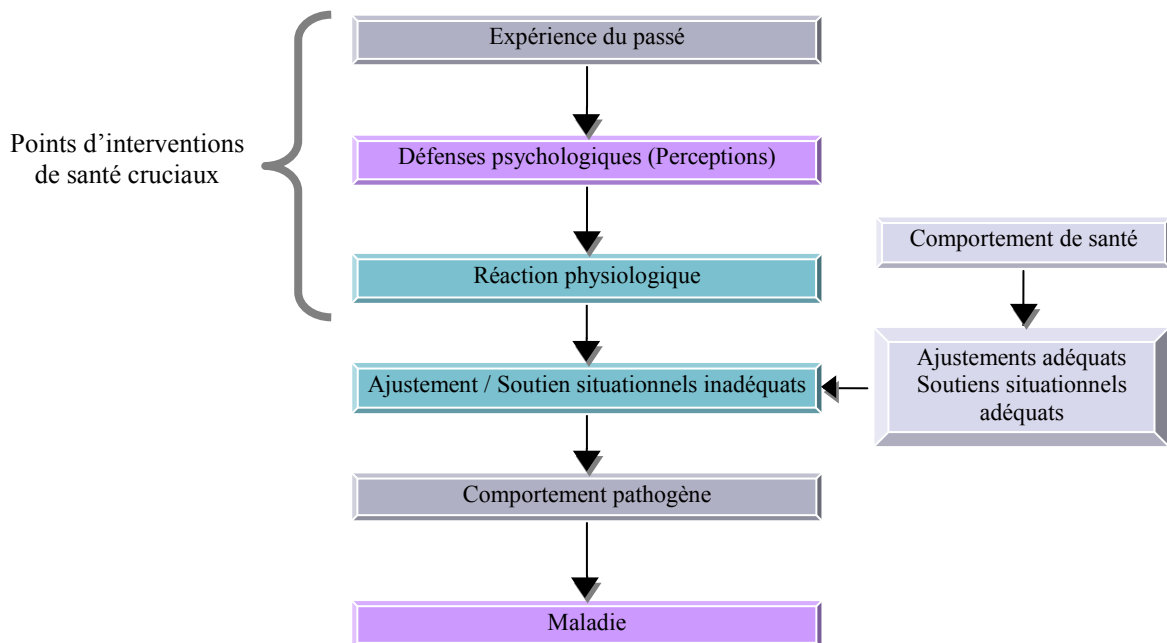 Expérience du passé
Points d’interventions
de santé cruciaux
Défenses psychologiques (Perceptions)
Réaction physiologique
Comportement de santé
Ajustement / Soutien situationnels inadéquats
Ajustements adéquats
Soutiens situationnels
adéquats
Comportement pathogène
Maladie